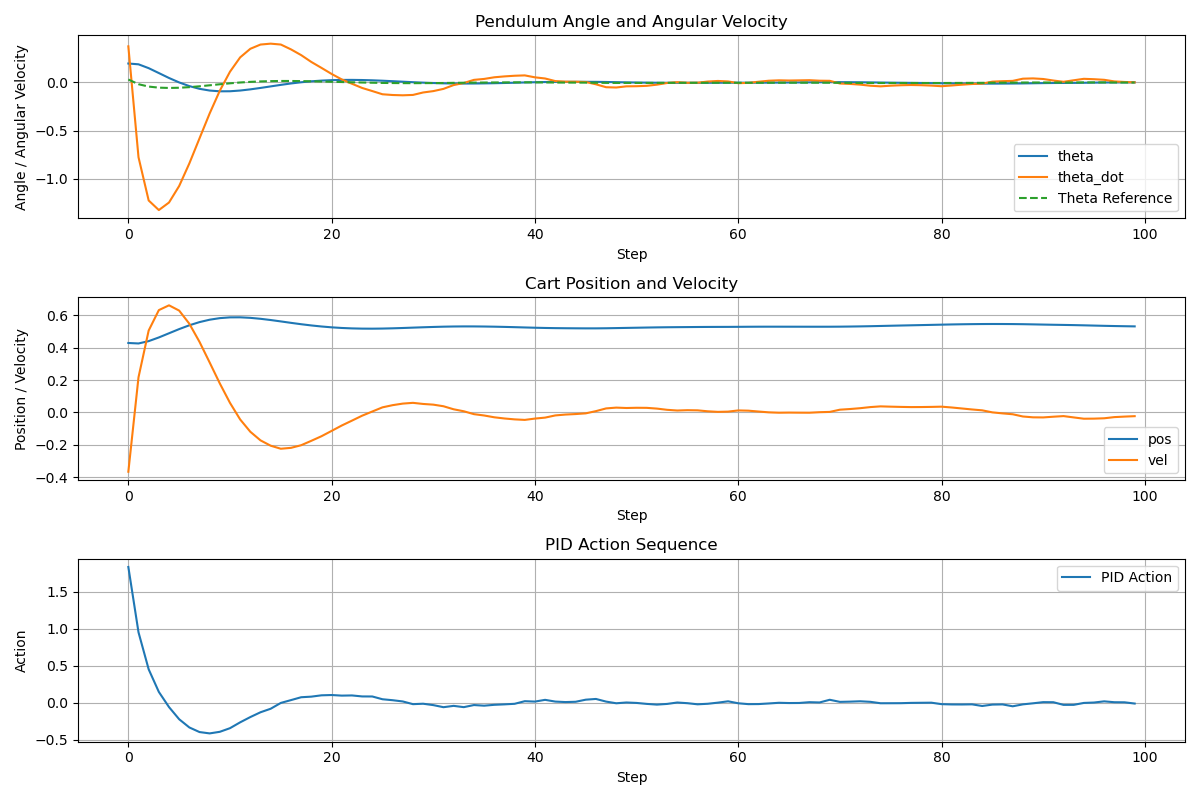 Pendulum Angle and Angular Velocity
Angle / Angular Velocity
0.0
−0.5
−1.0
theta
theta_dot
Theta Reference
0 20 40 60 80 100
Step
Cart Position and Velocity
Position / Velocity
0.6
0.4
0.2
0.0
−0.2
−0.4
pos
vel
0 20 40 60 80 100
Step
PID Action Sequence
Action
1.5
1.0
0.5
0.0
−0.5
PID Action
0 20 40 60 80 100
Step